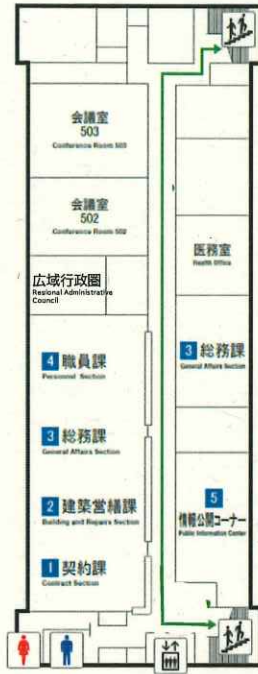 会議室
503
Conference Room 503
会議室
502
Conference Room 502
医務室
Health Office
広域行政圏
Regional Administrative
Council
4 職員課
Personnel Section
3 総務課
General Affairs Section
3 総務課
General Affairs Section
2 建築営繕課
Building and Repairs Section
5
情報公開コーナー
Public Information Center
1 契約課
Contract Section